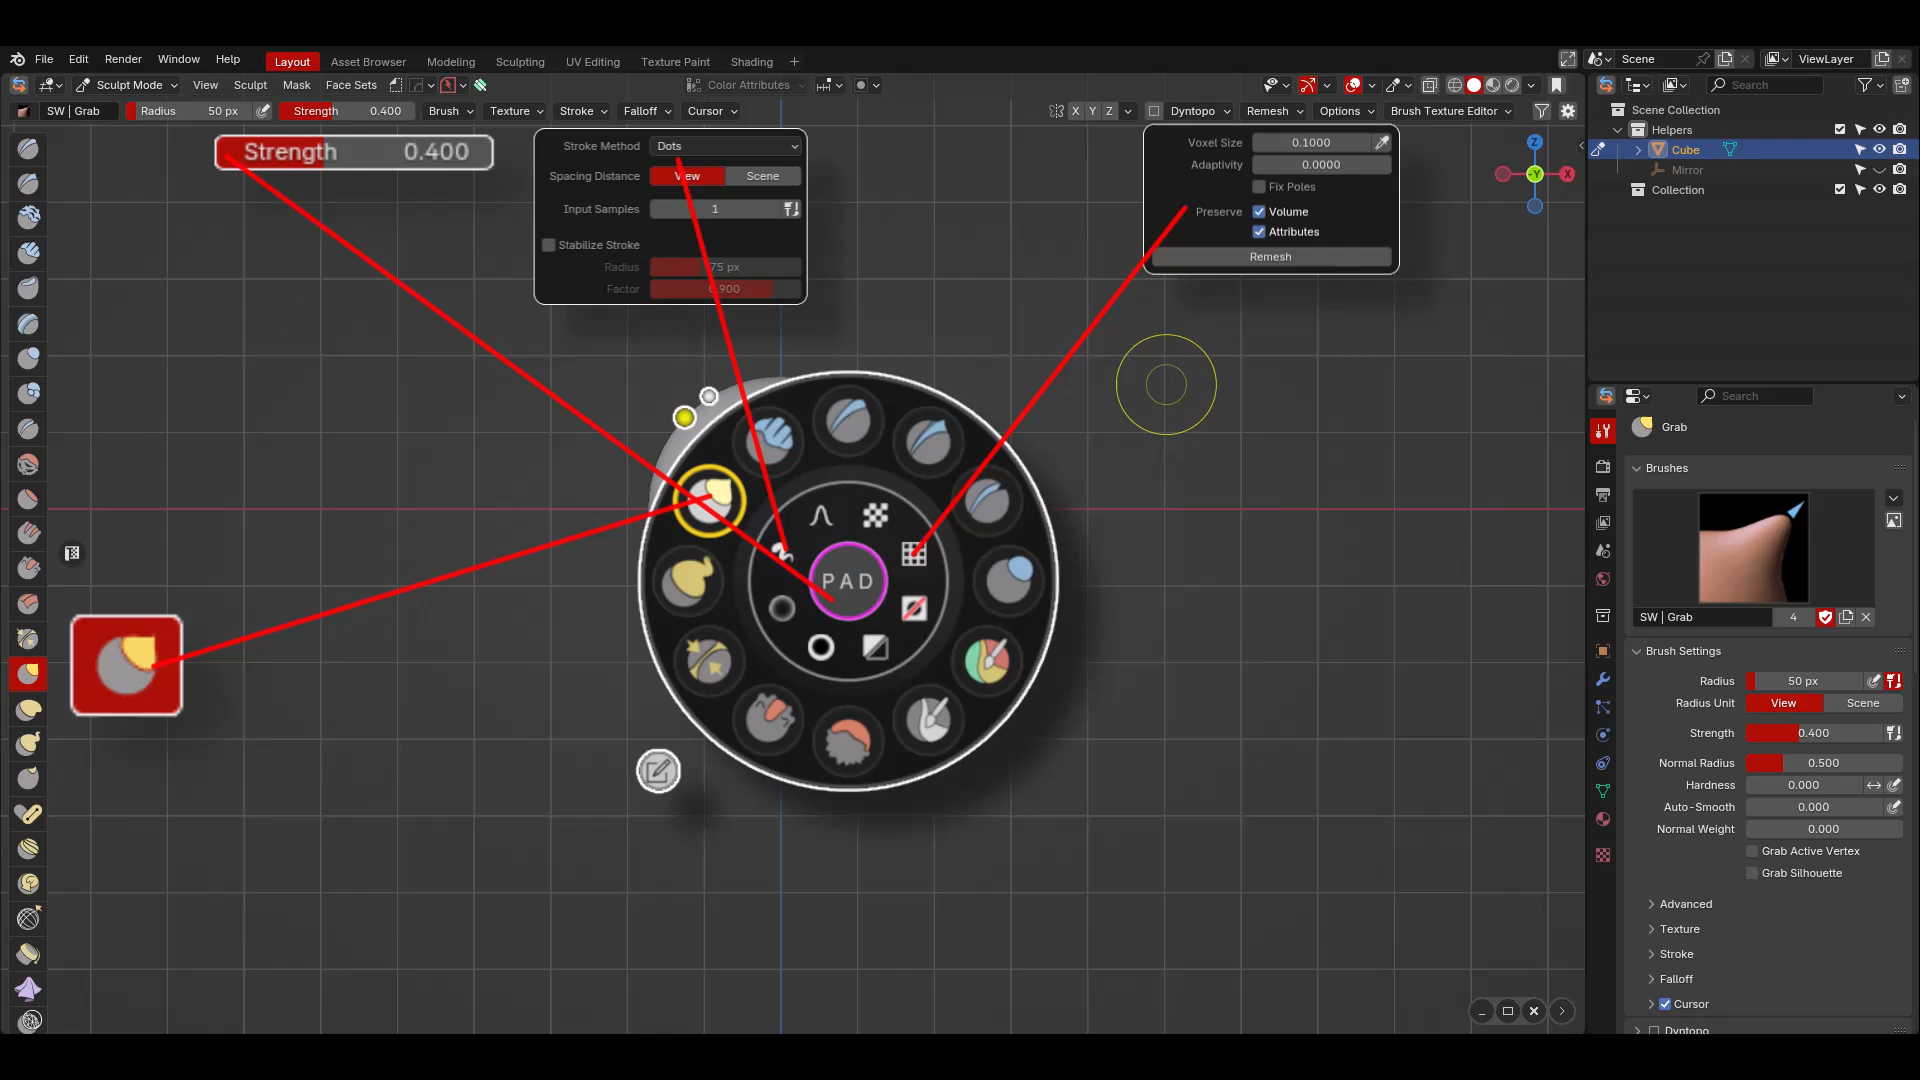 File Edit Render Window Help Layout Asset Browser Modeling Sculpting UV Editing Texture Paint Shading + Scene ViewLayer
Sculpt Mode View Sculpt Mask Face Sets Color Attributes Search
SW | Grab Radius 50 px Strength 0.400 Brush Texture Stroke Falloff Cursor X Y Z Dyntopo Remesh Options Brush Texture Editor
Scene Collection
Helpers
Cube
Mirror
Collection
Strength 0.400
Stroke Method Dots
Spacing Distance View Scene
Input Samples 1
Stabilize Stroke
Radius 75 px
Factor 0.900
Voxel Size 0.1000
Adaptivity 0.0000
Fix Poles
Preserve Volume
Attributes
Remesh
Z
-Y X
PAD
Search
Grab
Brushes
SW | Grab 4
Brush Settings
Radius 50 px
Radius Unit View Scene
Strength 0.400
Normal Radius 0.500
Hardness 0.000
Auto-Smooth 0.000
Normal Weight 0.000
Grab Active Vertex
Grab Silhouette
Advanced
Texture
Stroke
Falloff
Cursor
Dyntopo